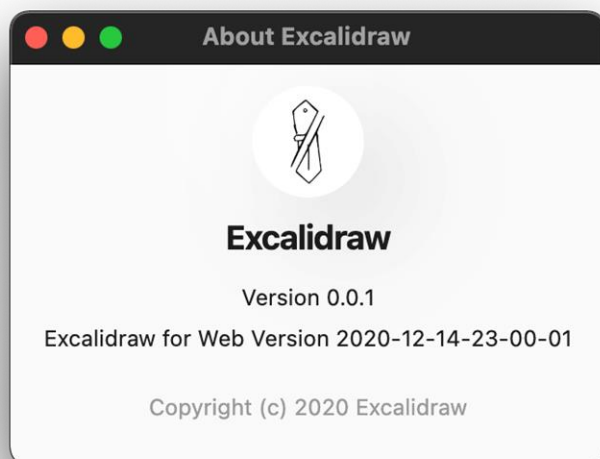 About Excalidraw
Excalidraw
Version 0.0.1
Excalidraw for Web Version 2020-12-14-23-00-01
Copyright (c) 2020 Excalidraw